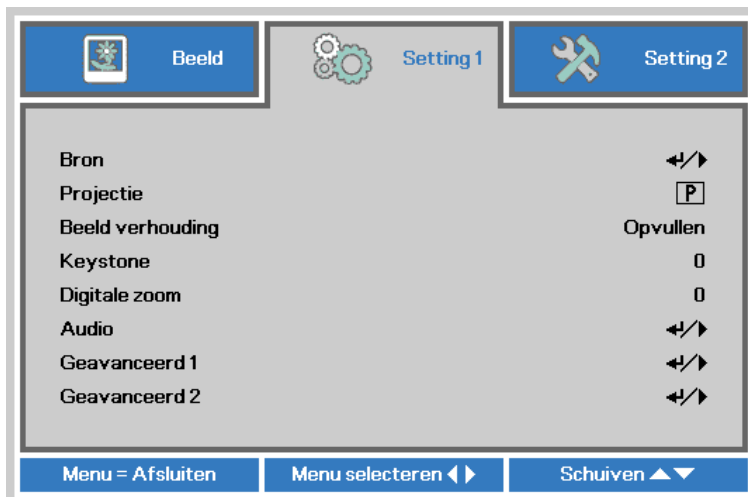 Beeld Setting 1 Setting 2
Bron ↵/▶
Projectie P
Beeld verhouding Opvullen
Keystone 0
Digitale zoom 0
Audio ↵/▶
Geavanceerd 1 ↵/▶
Geavanceerd 2 ↵/▶
Menu = Afsluiten Menu selecteren ◀▶ Schuiven ▲▼